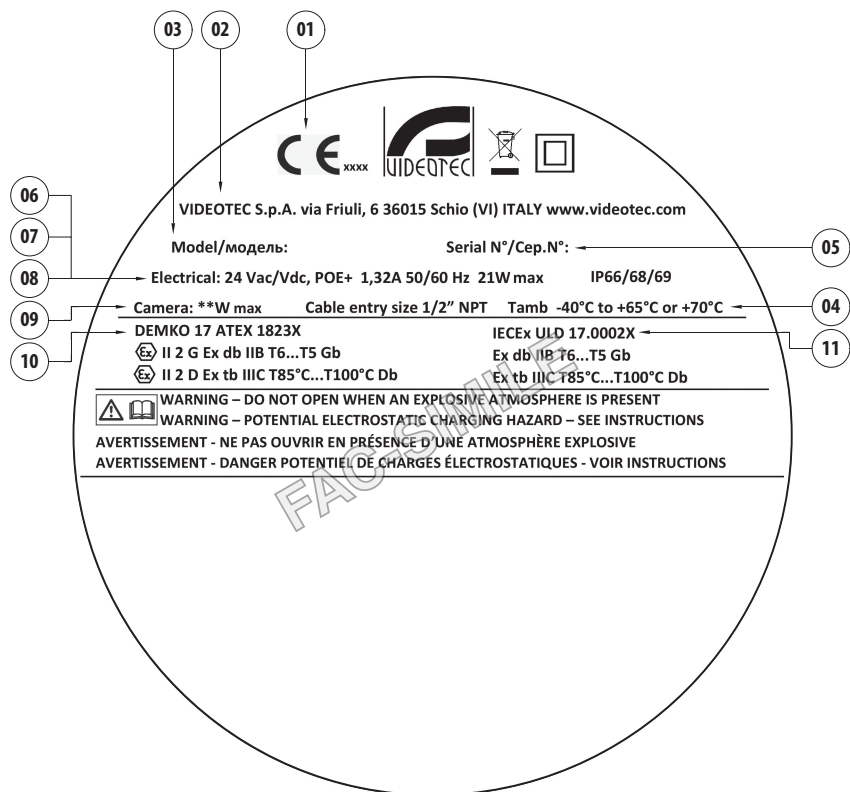 03 02 01
CE xxxx VIDEOTEC
06
VIDEOTEC S.p.A. via Friuli, 6 36015 Schio (VI) ITALY www.videotec.com
07
Model/модель: Serial N°/Сер.N°: 05
08 Electrical: 24 Vac/Vdc, POE+ 1,32A 50/60 Hz 21W max IP66/68/69
09 Camera: **W max Cable entry size 1/2” NPT Tamb -40°C to +65°C or +70°C 04
10 DEMKO 17 ATEX 1823X IECEx ULD 17.0002X 11
Ex II 2 G Ex db IIB T6...T5 Gb Ex db IIB T6...T5 Gb
Ex II 2 D Ex tb IIIC T85°C...T100°C Db Ex tb IIIC T85°C...T100°C Db
WARNING – DO NOT OPEN WHEN AN EXPLOSIVE ATMOSPHERE IS PRESENT
WARNING – POTENTIAL ELECTROSTATIC CHARGING HAZARD – SEE INSTRUCTIONS
AVERTISSEMENT - NE PAS OUVRIR EN PRÉSENCE D’UNE ATMOSPHÈRE EXPLOSIVE
AVERTISSEMENT - DANGER POTENTIEL DE CHARGES ÉLECTROSTATIQUES - VOIR INSTRUCTIONS
FAC-SIMILE